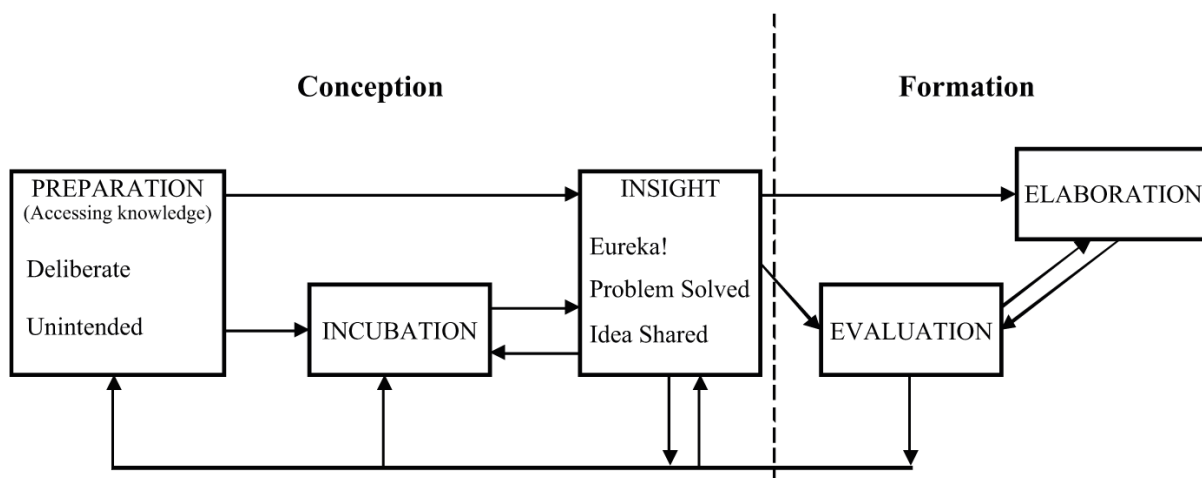 Conception
Formation
PREPARATION
(Accessing knowledge)
Deliberate
Unintended
INCUBATION
INSIGHT
Eureka!
Problem Solved
Idea Shared
EVALUATION
ELABORATION